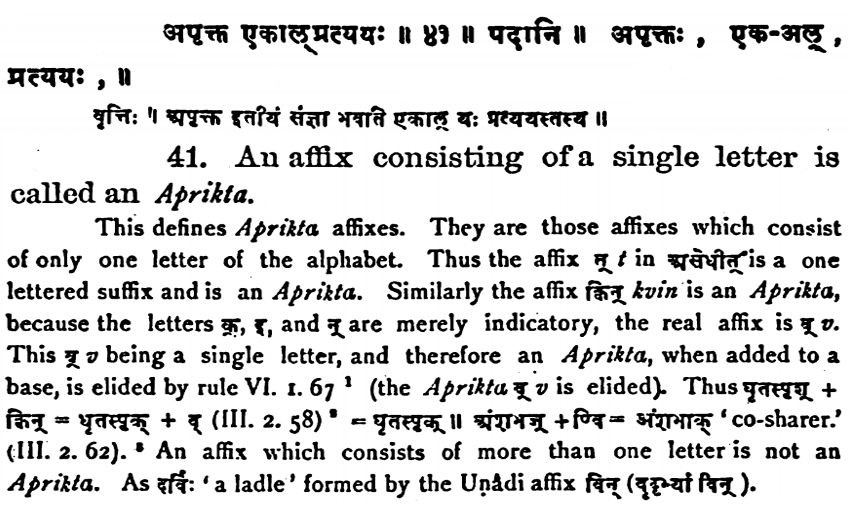 अपृक्त एकाल्प्रत्ययः ॥ ४१ ॥ पदानि ॥ अपृक्तः , एक-अल् ,
प्रत्ययः , ॥
वृत्तिः ॥ अपृक्त इतीयं संज्ञा भवति एकाल् यः प्रत्ययस्तस्य ॥
41. An affix consisting of a single letter is
called an Aprikta.
This defines Aprikta affixes. They are those affixes which consist
of only one letter of the alphabet. Thus the affix त् t in असेधीत् is a one
lettered suffix and is an Aprikta. Similarly the affix क्विन् kvin is an Aprikta,
because the letters क्, इ, and न् are merely indicatory, the real affix is व् v.
This व् v being a single letter, and therefore an Aprikta, when added to a
base, is elided by rule VI. 1. 67 ¹ (the Aprikta व् v is elided). Thus घृतस्पृश् +
क्विन् = घृतस्पृक् + व् (III. 2. 58) ² = घृतस्पृक् ॥ अंशभज् + ण्वि = अंशभाक् ‘co-sharer.’
(III. 2. 62). ³ An affix which consists of more than one letter is not an
Aprikta. As दर्विः ‘a ladle’ formed by the Uṇâdi affix विन् (वृदृभ्यां विन् ).